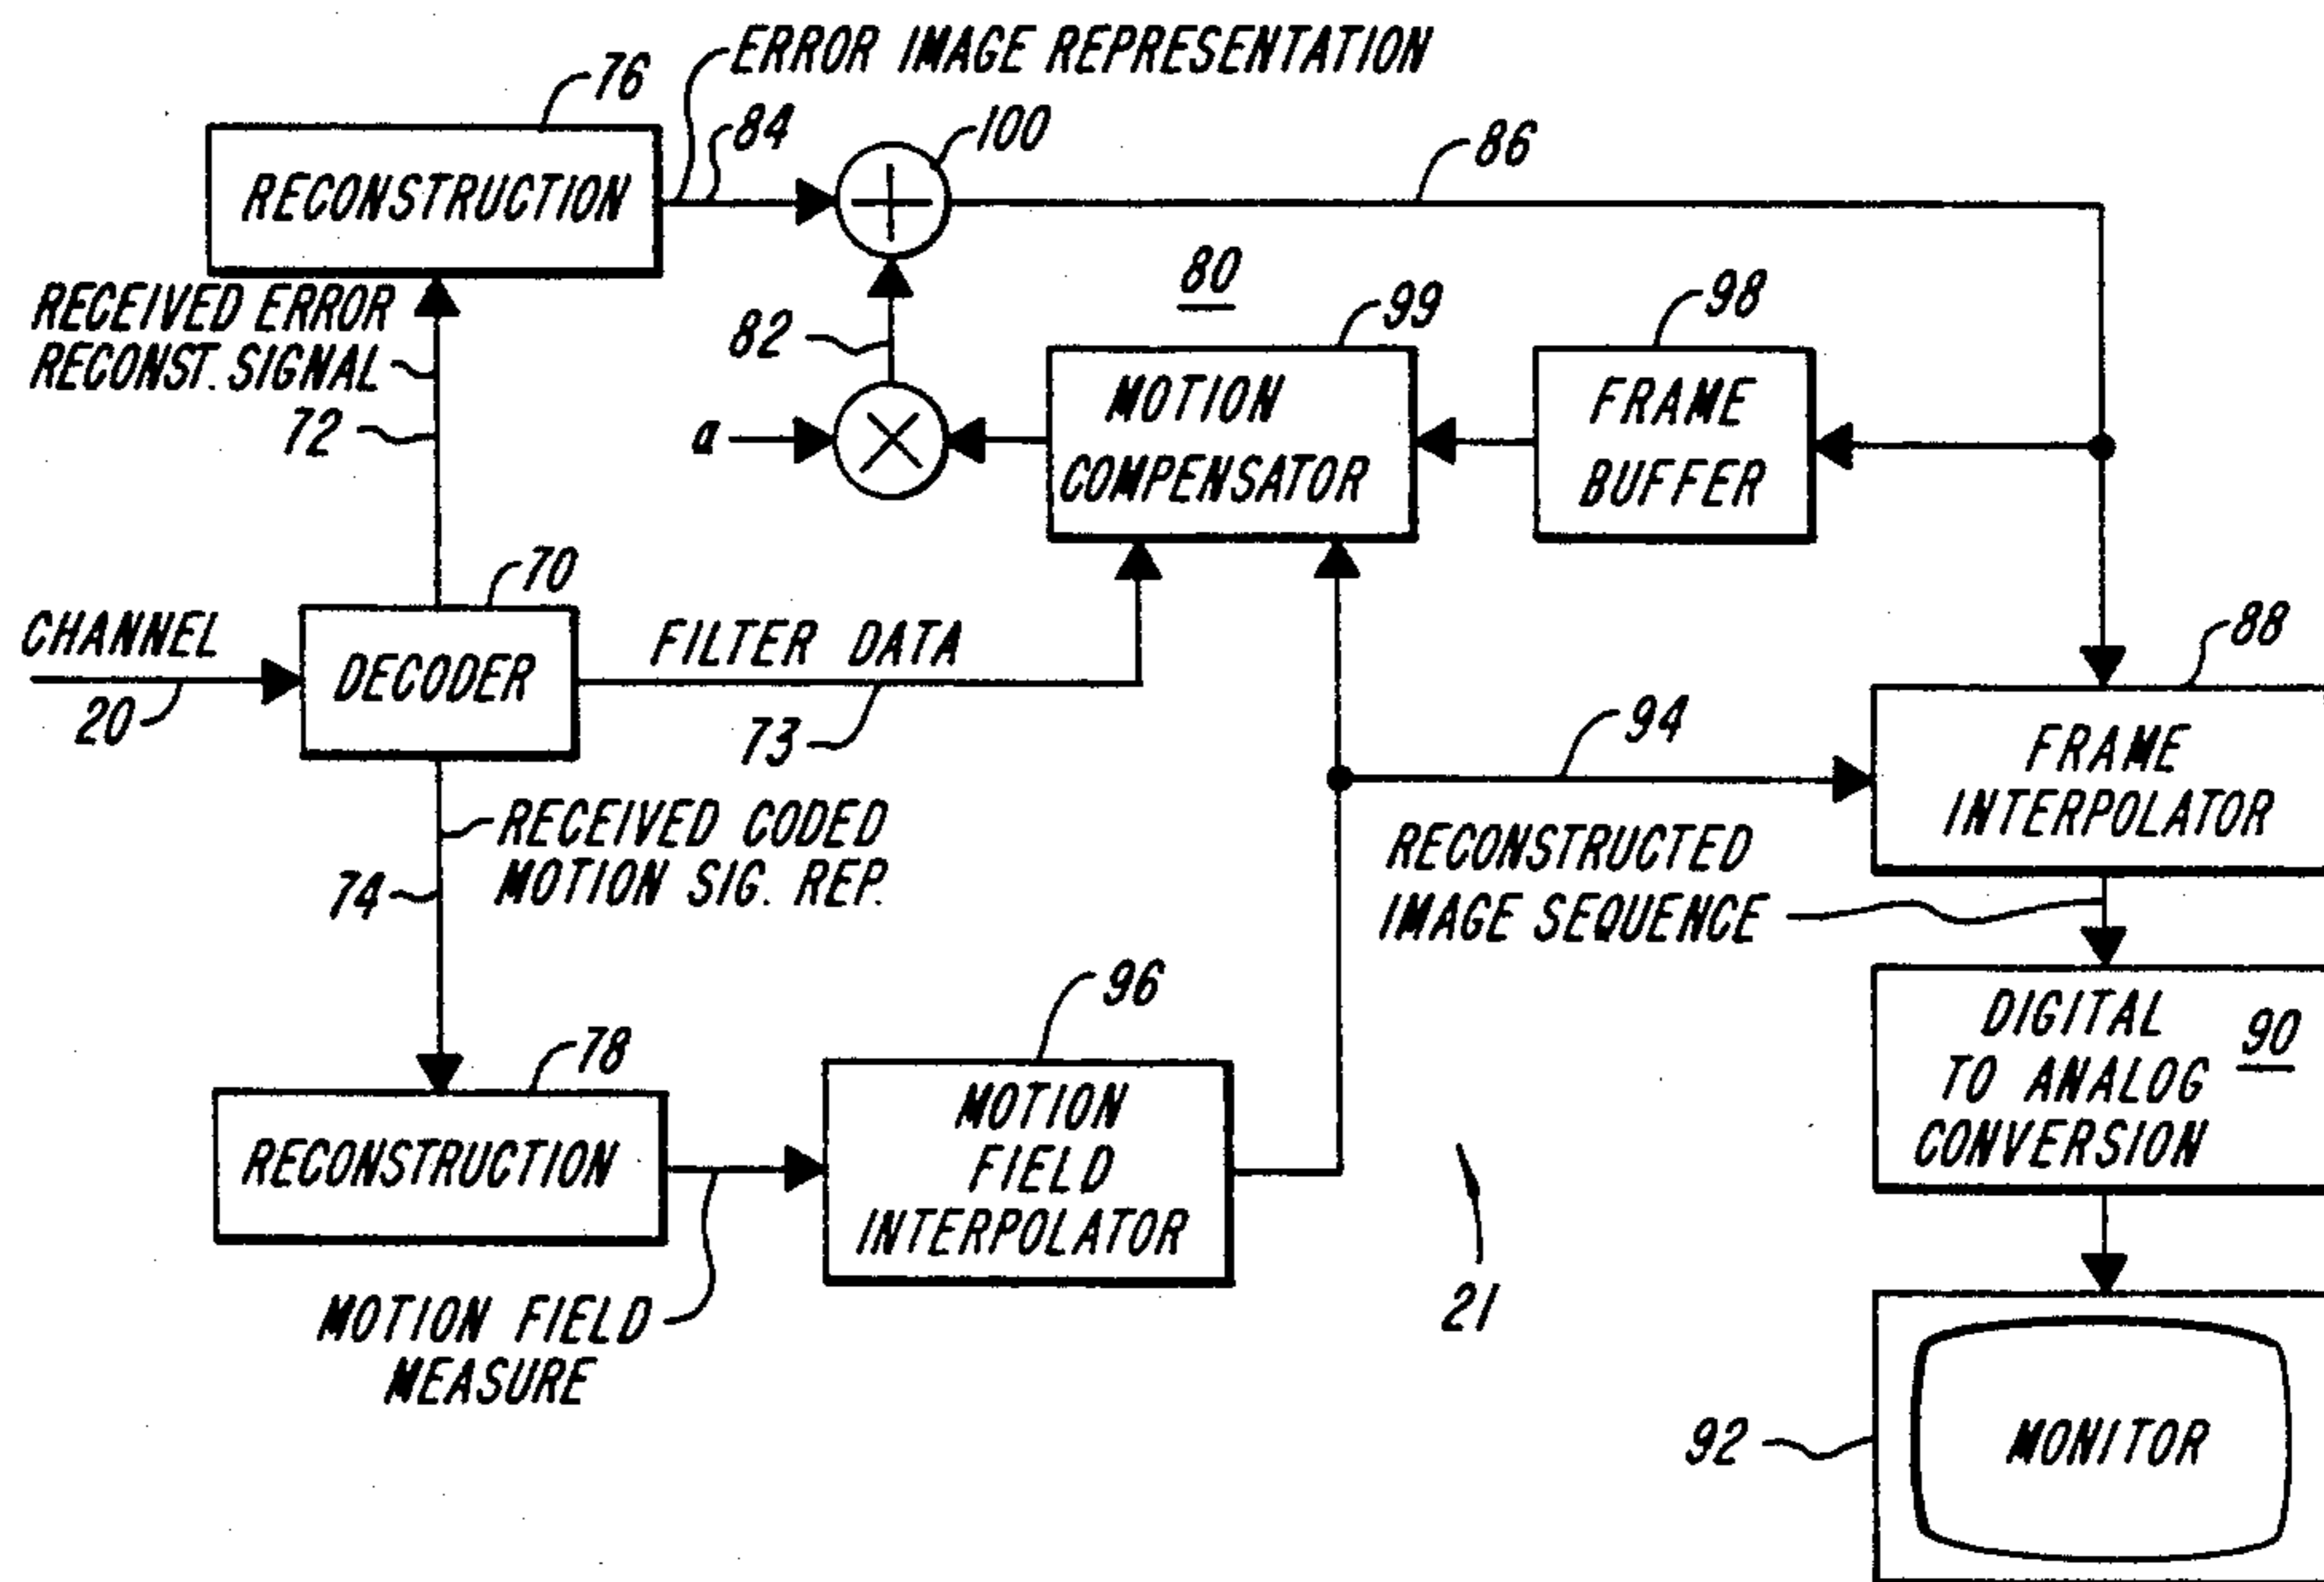 ERROR IMAGE REPRESENTATION
76
84
100
86
RECONSTRUCTION
80
RECEIVED ERROR
RECONST. SIGNAL
72
82
a
99
MOTION
COMPENSATOR
98
FRAME
BUFFER
70
CHANNEL
20
DECODER
FILTER DATA
73
88
94
FRAME
INTERPOLATOR
RECEIVED CODED
MOTION SIG. REP.
74
RECONSTRUCTED
IMAGE SEQUENCE
78
RECONSTRUCTION
96
MOTION
FIELD
INTERPOLATOR
DIGITAL
TO ANALOG
CONVERSION
90
MOTION FIELD
MEASURE
21
92
MONITOR